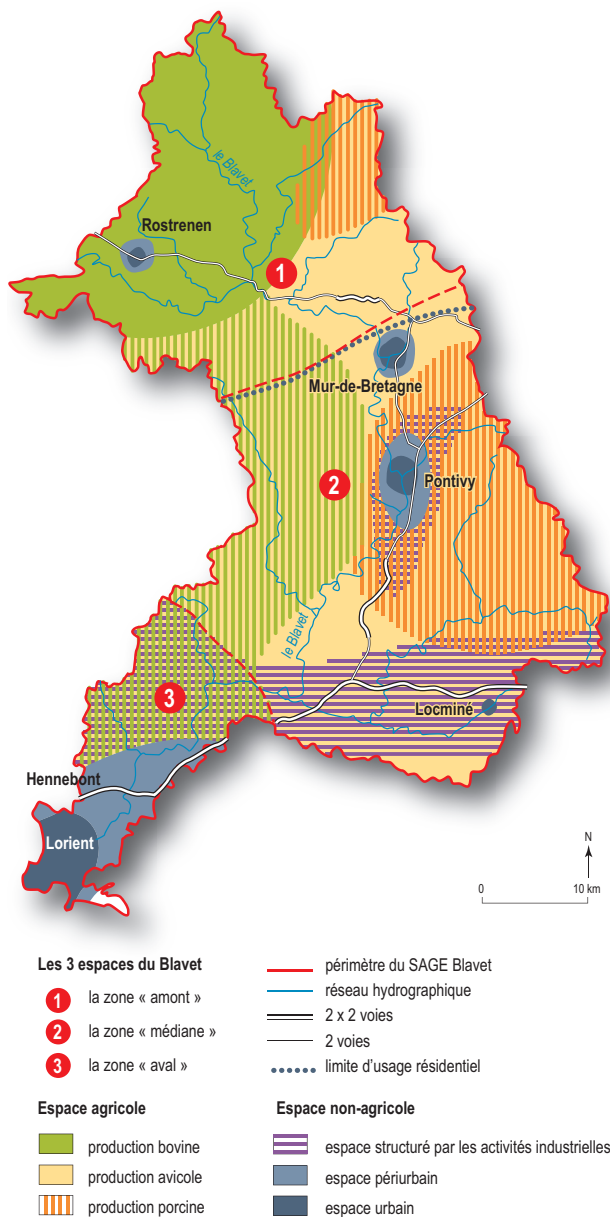 le Blavet
Rostrenen
1
Mur-de-Bretagne
2
Pontivy
le Blavet
3
Locminé
Hennebont
Lorient
N
0 10 km
Les 3 espaces du Blavet
1 la zone « amont »
2 la zone « médiane »
3 la zone « aval »
périmètre du SAGE Blavet
réseau hydrographique
2 x 2 voies
2 voies
limite d'usage résidentiel
Espace agricole
production bovine
production avicole
production porcine
Espace non-agricole
espace structuré par les activités industrielles
espace périurbain
espace urbain